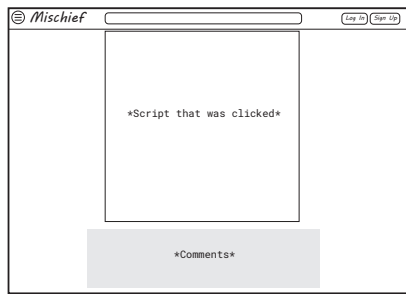 Mischief
Log In Sign Up
*Script that was clicked*
*Comments*